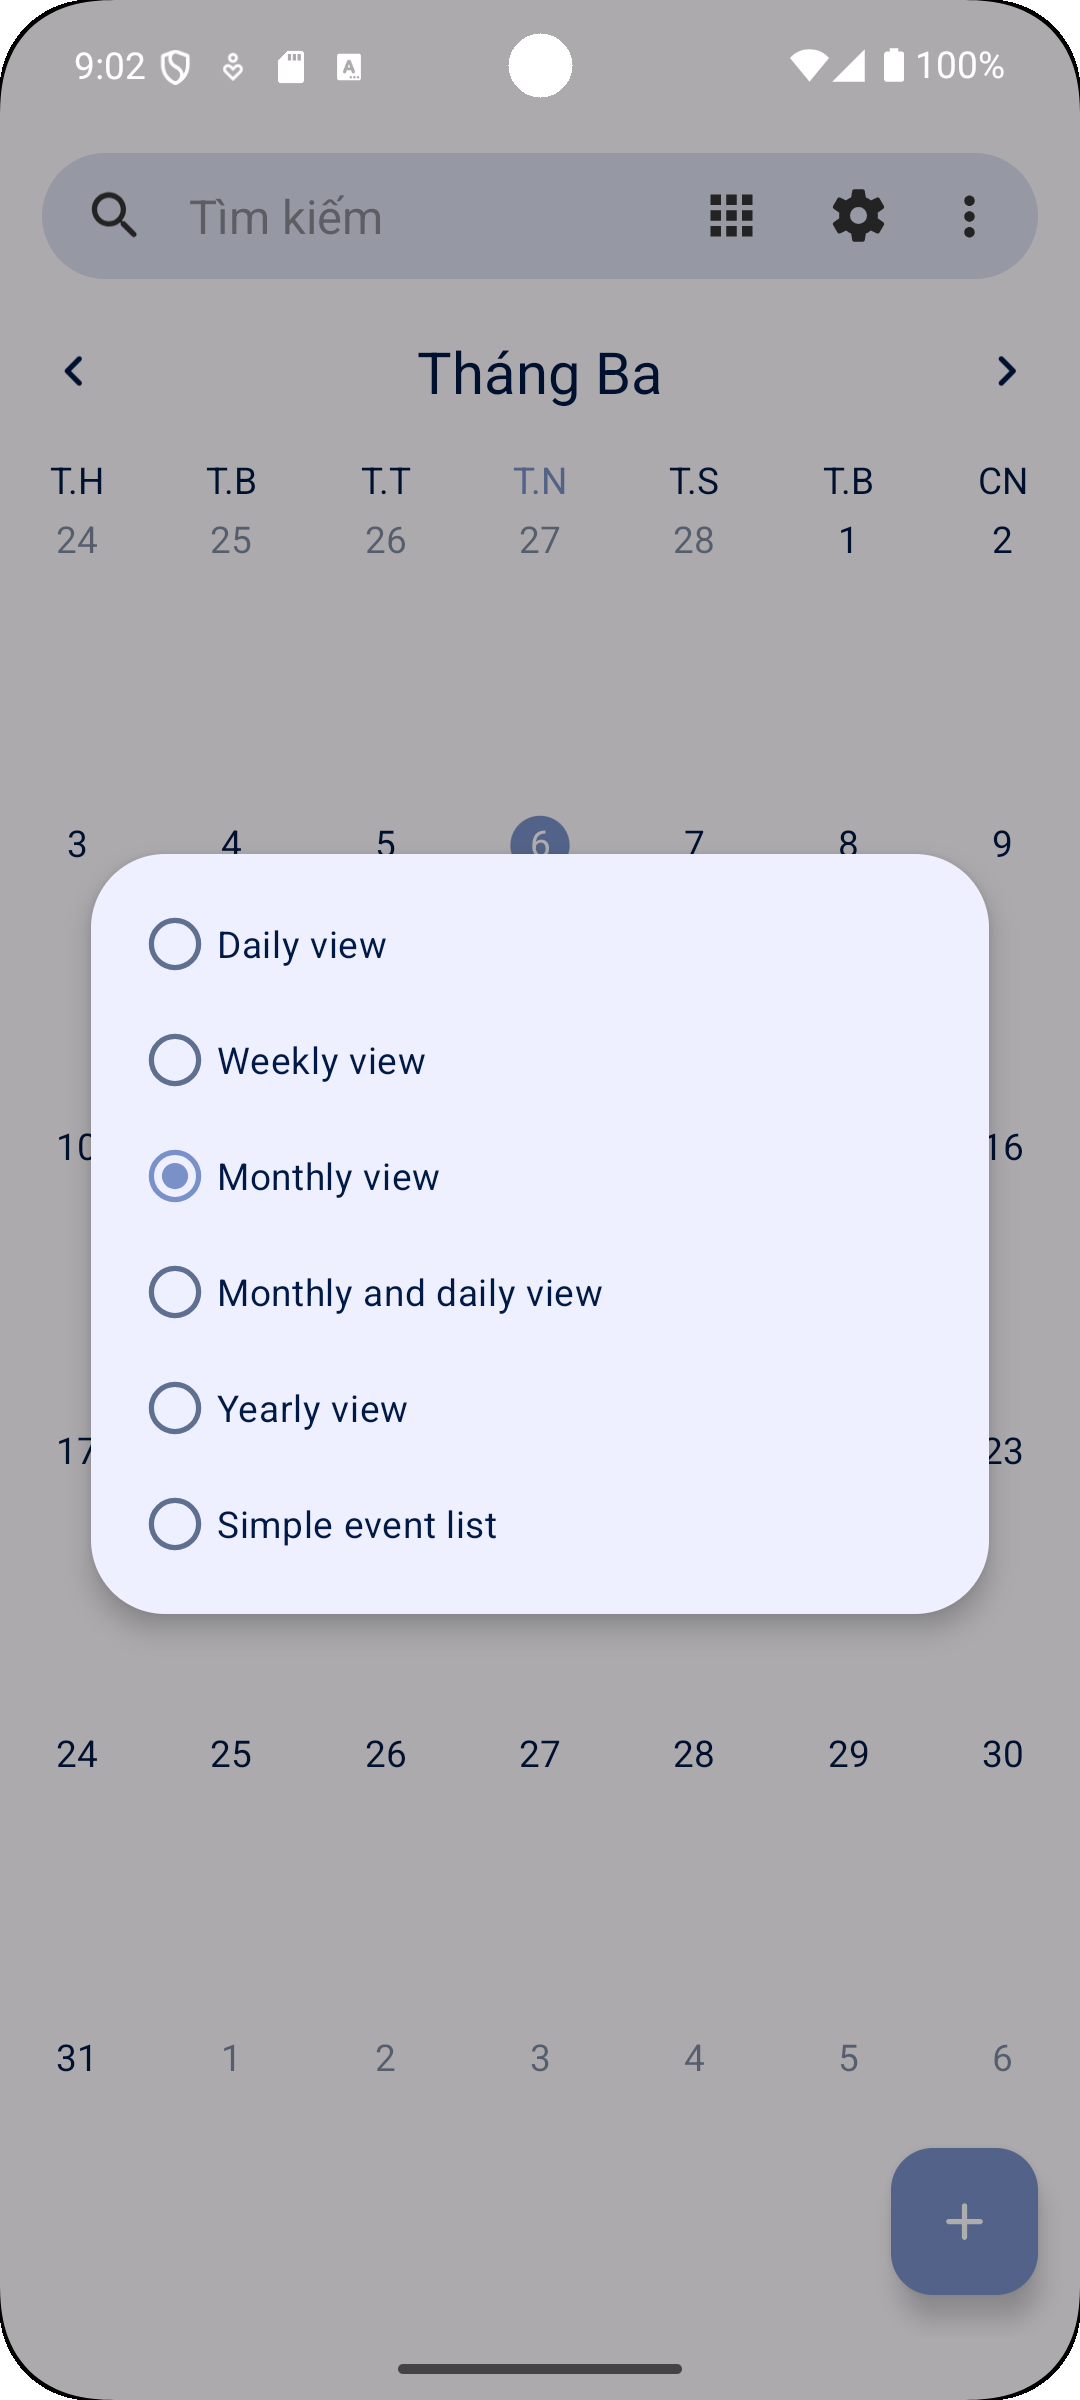 9:02
100%
Tìm kiếm
Tháng Ba
T.H T.B T.T T.N T.S T.B CN
24 25 26 27 28 1 2
3 4 5 6 7 8 9
Daily view
Weekly view
Monthly view
10 16
Monthly and daily view
Yearly view
17 23
Simple event list
24 25 26 27 28 29 30
31 1 2 3 4 5 6